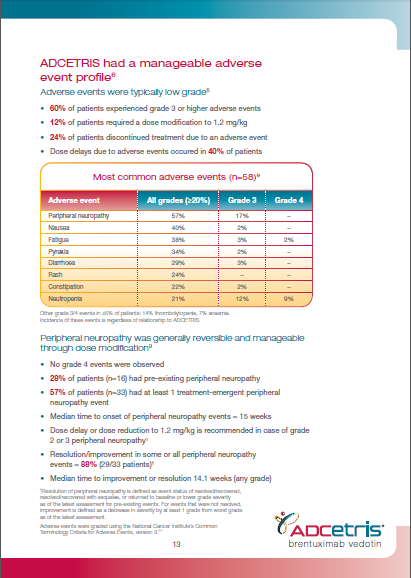 ADCETRIS had a manageable adverse
event profile⁶
Adverse events were typically low grade⁶
• 60% of patients experienced grade 3 or higher adverse events
• 12% of patients required a dose modification to 1.2 mg/kg
• 24% of patients discontinued treatment due to an adverse event
• Dose delays due to adverse events occured in 40% of patients
Most common adverse events (n=58)⁹
Adverse event All grades (≥20%) Grade 3 Grade 4
Peripheral neuropathy 57% 17% –
Nausea 40% 2% –
Fatigue 38% 3% 2%
Pyrexia 34% 2% –
Diarrhoea 29% 3% –
Rash 24% – –
Constipation 22% 2% –
Neutropenia 21% 12% 9%
Other grade 3/4 events in ≥5% of patients: 14% thrombocytopenia, 7% anaemia.
Incidence of these events is regardless of relationship to ADCETRIS.
Peripheral neuropathy was generally reversible and manageable
through dose modification⁹
• No grade 4 events were observed
• 28% of patients (n=16) had pre-existing peripheral neuropathy
• 57% of patients (n=33) had at least 1 treatment-emergent peripheral
neuropathy event
• Median time to onset of peripheral neuropathy events = 15 weeks
• Dose delay or dose reduction to 1.2 mg/kg is recommended in case of grade
2 or 3 peripheral neuropathy
• Resolution/improvement in some or all peripheral neuropathy
events = 88% (29/33 patients)
• Median time to improvement or resolution 14.1 weeks (any grade)
Resolution of peripheral neuropathy is defined as event status of resolved/recovered,
resolved/recovered with sequelae, or returned to baseline or lower grade severity
as of the latest assessment for pre-existing events. For events that were not resolved,
improvement is defined as a decrease in severity by at least 1 grade from worst grade
as of the latest assessment.
Adverse events were graded using the National Cancer Institute's Common
Terminology Criteria for Adverse Events, version 3.
13
ADCetris
brentuximab vedotin